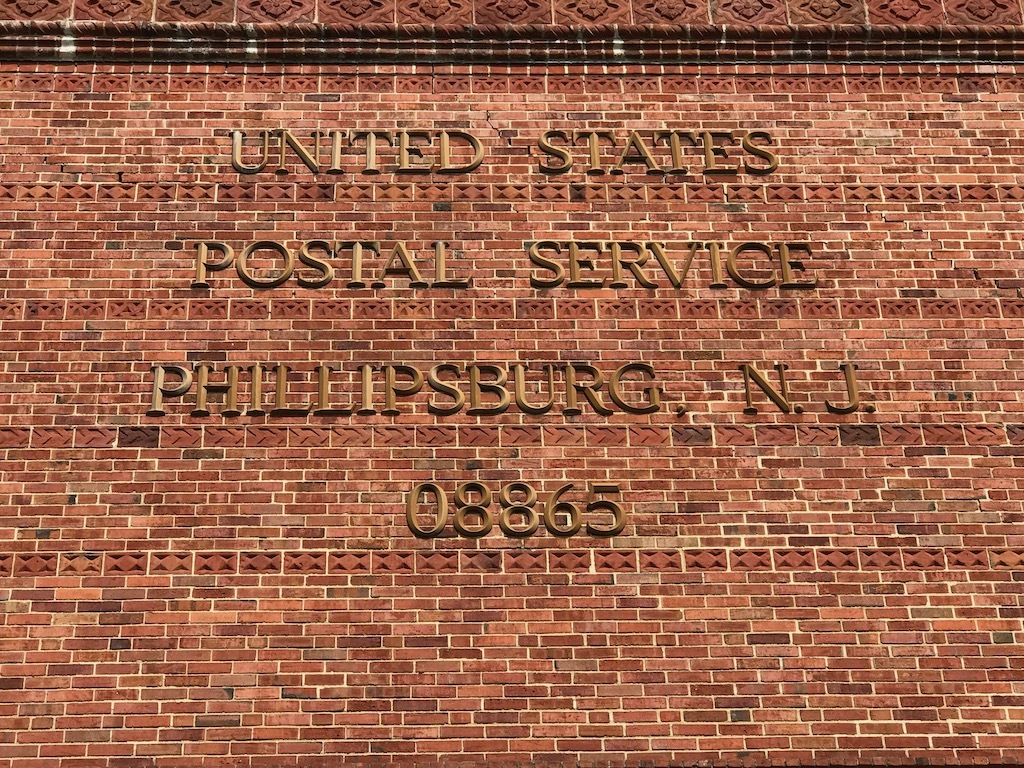 UNITED STATES
POSTAL SERVICE
PHILLIPSBURG, N. J.
08865